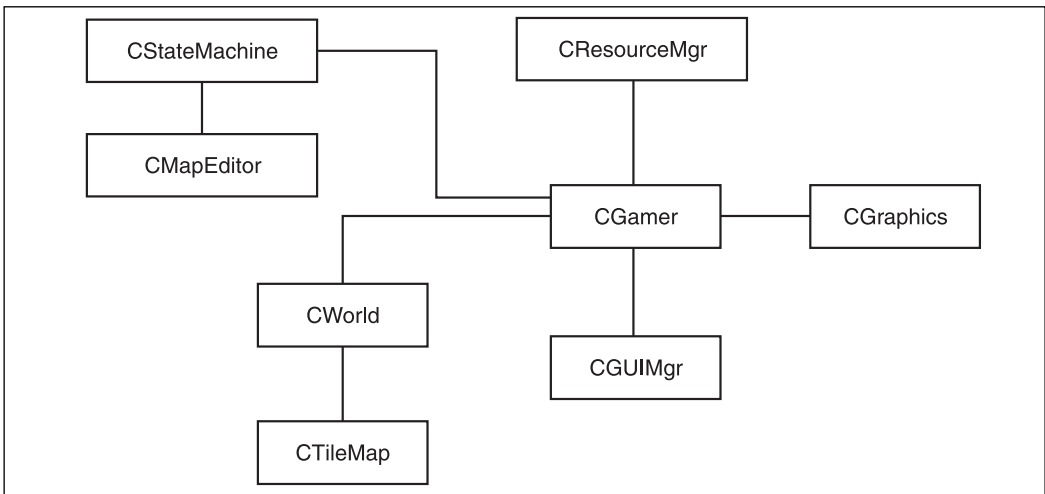 CStateMachine
CResourceMgr
CMapEditor
CGamer
CGraphics
CWorld
CGUIMgr
CTileMap